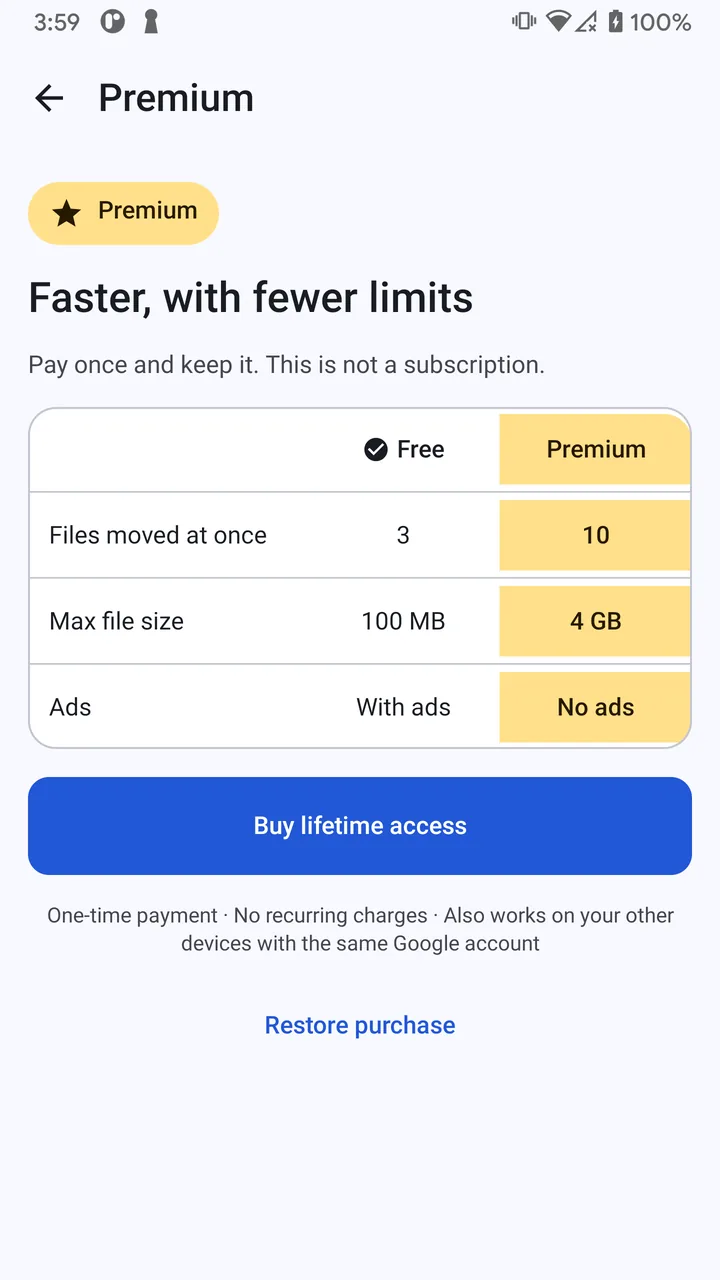 3:59
100%
Premium
Premium
Faster, with fewer limits
Pay once and keep it. This is not a subscription.
Free Premium
Files moved at once 3 10
Max file size 100 MB 4 GB
Ads With ads No ads
Buy lifetime access
One-time payment · No recurring charges · Also works on your other
devices with the same Google account
Restore purchase